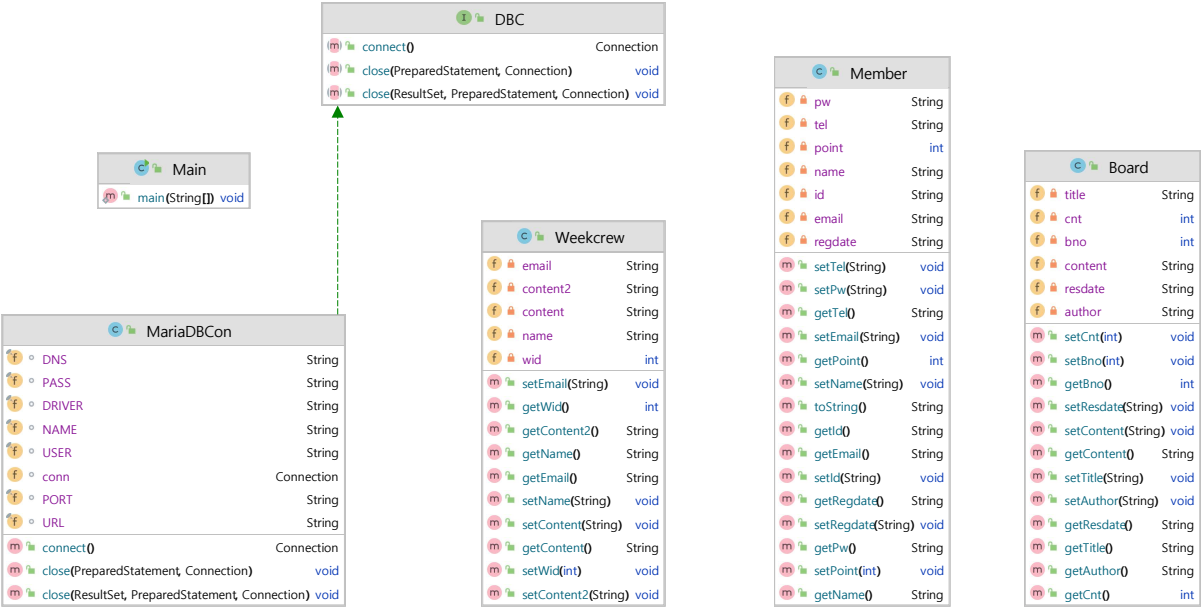 DBC
connect() Connection
close(PreparedStatement, Connection) void
close(ResultSet, PreparedStatement, Connection) void
Main
main(String[]) void
MariaDBCon
DNS String
PASS String
DRIVER String
NAME String
USER String
conn Connection
PORT String
URL String
connect() Connection
close(PreparedStatement, Connection) void
close(ResultSet, PreparedStatement, Connection) void
Weekcrew
email String
content2 String
content String
name String
wid int
setEmail(String) void
getWid() int
getContent2() String
getName() String
getEmail() String
setName(String) void
setContent(String) void
getContent() String
setWid(int) void
setContent2(String) void
Member
pw String
tel String
point int
name String
id String
email String
regdate String
setTel(String) void
setPw(String) void
getTel() String
setEmail(String) void
getPoint() int
setName(String) void
toString() String
getId() String
getEmail() String
setId(String) void
getRegdate() String
setRegdate(String) void
getPw() String
setPoint(int) void
getName() String
Board
title String
cnt int
bno int
content String
resdate String
author String
setCnt(int) void
setBno(int) void
getBno() int
setResdate(String) void
setContent(String) void
getContent() String
setTitle(String) void
setAuthor(String) void
getResdate() String
getTitle() String
getAuthor() String
getCnt() int